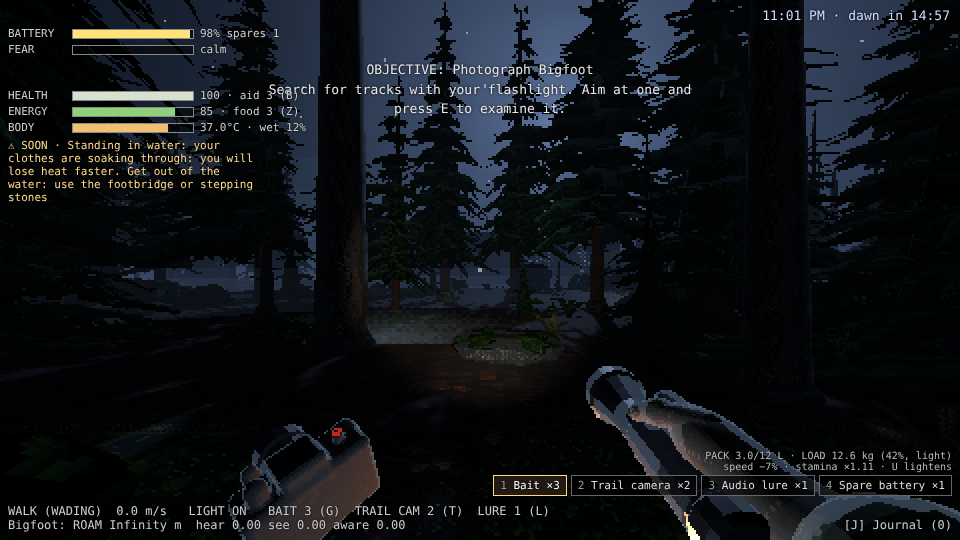 11:01 PM · dawn in 14:57
BATTERY 98% spares 1
FEAR calm
OBJECTIVE: Photograph Bigfoot
Search for tracks with your flashlight. Aim at one and
press E to examine it.
HEALTH 100 · aid 3 (B)
ENERGY 85 · food 3 (Z)
BODY 37.0°C · wet 12%
⚠ SOON · Standing in water: your
clothes are soaking through: you will
lose heat faster. Get out of the
water: use the footbridge or stepping
stones
PACK 3.0/12 L · LOAD 12.6 kg (42%, light)
speed −7% · stamina ×1.11 · U lightens
1 Bait ×3 2 Trail camera ×2 3 Audio lure ×1 4 Spare battery ×1
WALK (WADING) 0.0 m/s LIGHT ON BAIT 3 (G) TRAIL CAM 2 (T) LURE 1 (L)
Bigfoot: ROAM Infinity m hear 0.00 see 0.00 aware 0.00
[J] Journal (0)